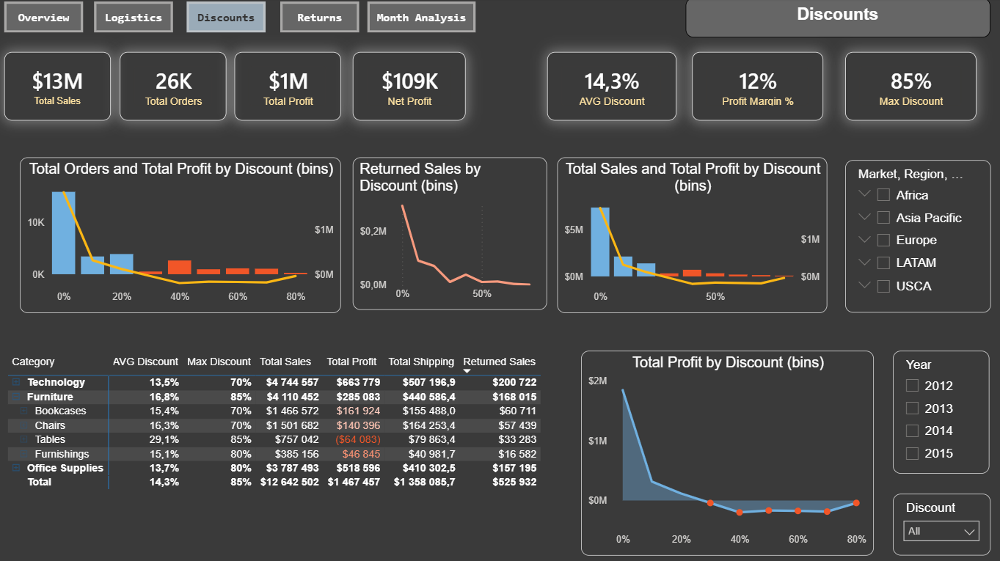 Overview
Logistics
Discounts
Returns
Month Analysis
Discounts
$13M
Total Sales
26K
Total Orders
$1M
Total Profit
$109K
Net Profit
14,3%
AVG Discount
12%
Profit Margin %
85%
Max Discount
Total Orders and Total Profit by Discount (bins)
10K
0K
$1M
$0M
0%
20%
40%
60%
80%
Returned Sales by
Discount (bins)
$0,2M
$0,0M
0%
50%
Total Sales and Total Profit by Discount
(bins)
$5M
$0M
$1M
$0M
0%
50%
Market, Region, ...
Africa
Asia Pacific
Europe
LATAM
USCA
Category AVG Discount Max Discount Total Sales Total Profit Total Shipping Returned Sales
Technology 13,5% 70% $4 744 557 $663 779 $507 196,9 $200 722
Furniture 16,8% 85% $4 110 452 $285 083 $440 586,4 $168 015
Bookcases 15,4% 70% $1 466 572 $161 924 $155 488,0 $60 711
Chairs 16,3% 70% $1 501 682 $140 396 $164 253,4 $57 439
Tables 29,1% 85% $757 042 ($64 083) $79 863,4 $33 283
Furnishings 15,1% 80% $385 156 $46 845 $40 981,7 $16 582
Office Supplies 13,7% 80% $3 787 493 $518 596 $410 302,5 $157 195
Total 14,3% 85% $12 642 502 $1 467 457 $1 358 085,7 $525 932
Total Profit by Discount (bins)
$2M
$1M
$0M
0%
20%
40%
60%
80%
Year
2012
2013
2014
2015
Discount
All